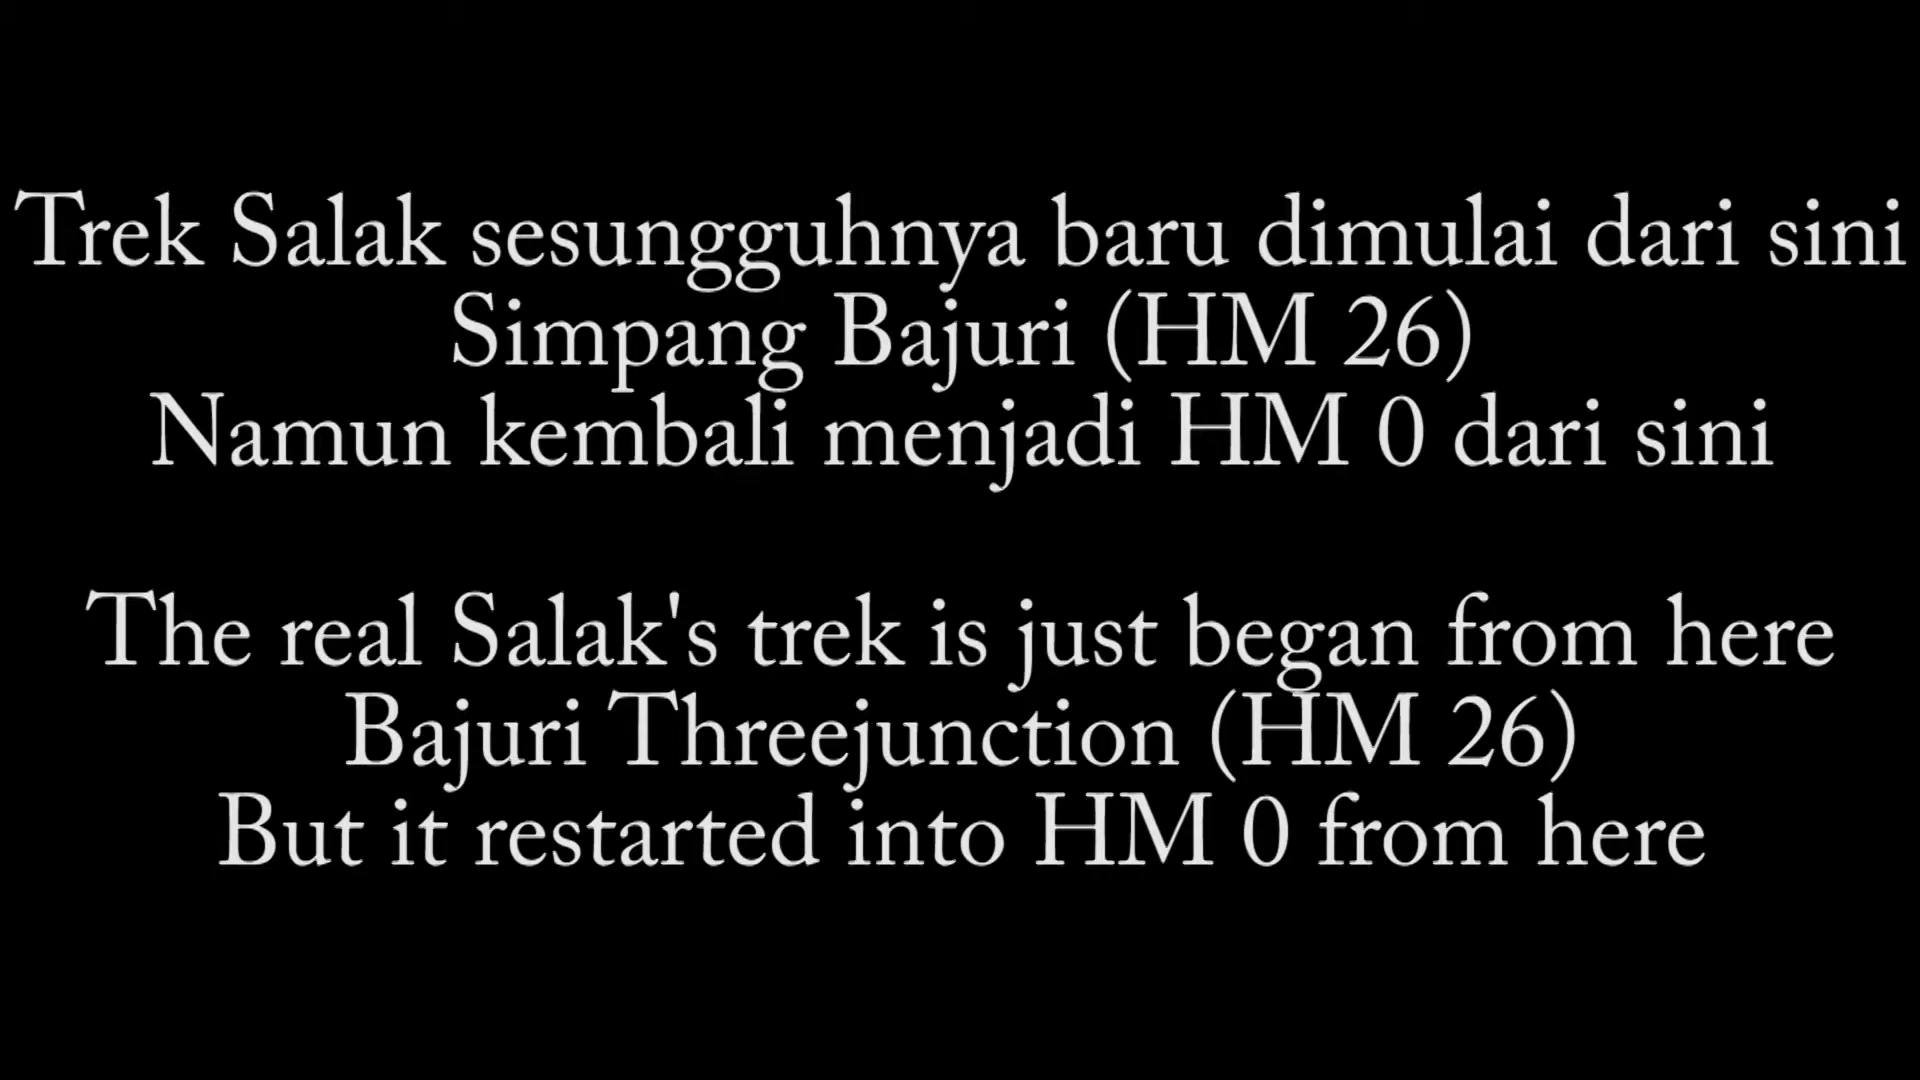 Trek Salak sesungguhnya baru dimulai dari sini
Simpang Bajuri (HM 26)
Namun kembali menjadi HM 0 dari sini
The real Salak's trek is just began from here
Bajuri Threejunction (HM 26)
But it restarted into HM 0 from here